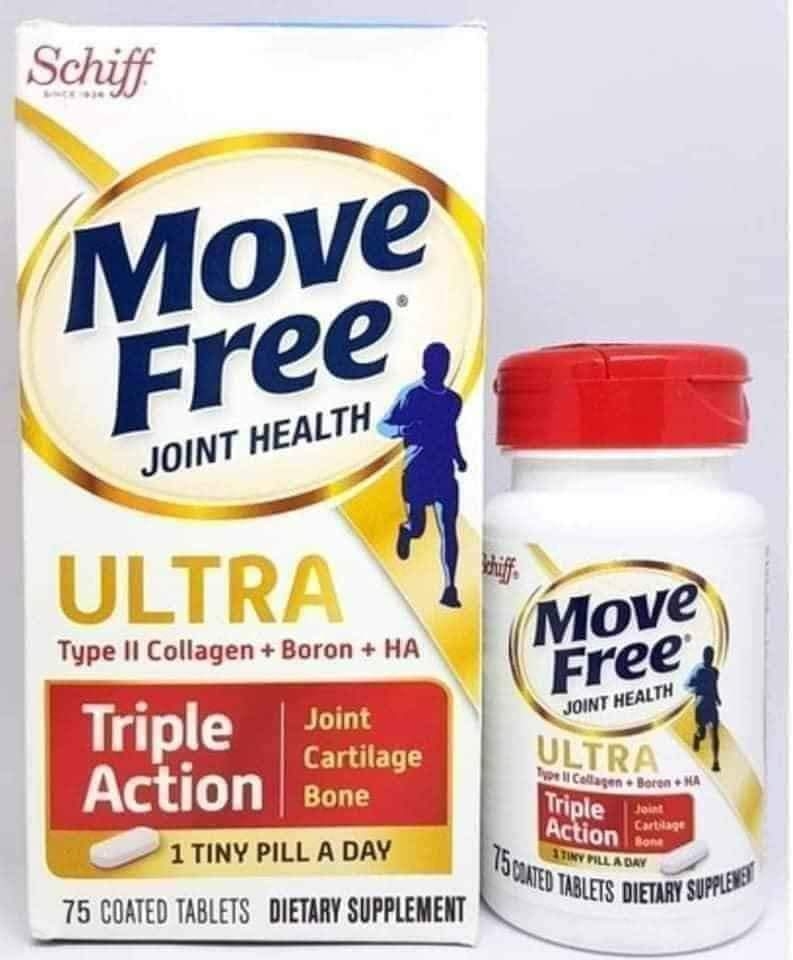 Schiff
SINCE 1936
Move
Free®
JOINT HEALTH
ULTRA
Type II Collagen + Boron + HA
Triple
Action
Joint
Cartilage
Bone
1 TINY PILL A DAY
75 COATED TABLETS DIETARY SUPPLEMENT
Schiff®
Move
Free®
JOINT HEALTH
ULTRA
Type II Collagen + Boron + HA
Triple
Action
Joint
Cartilage
Bone
1 TINY PILL A DAY
75 COATED TABLETS DIETARY SUPPLEMENT